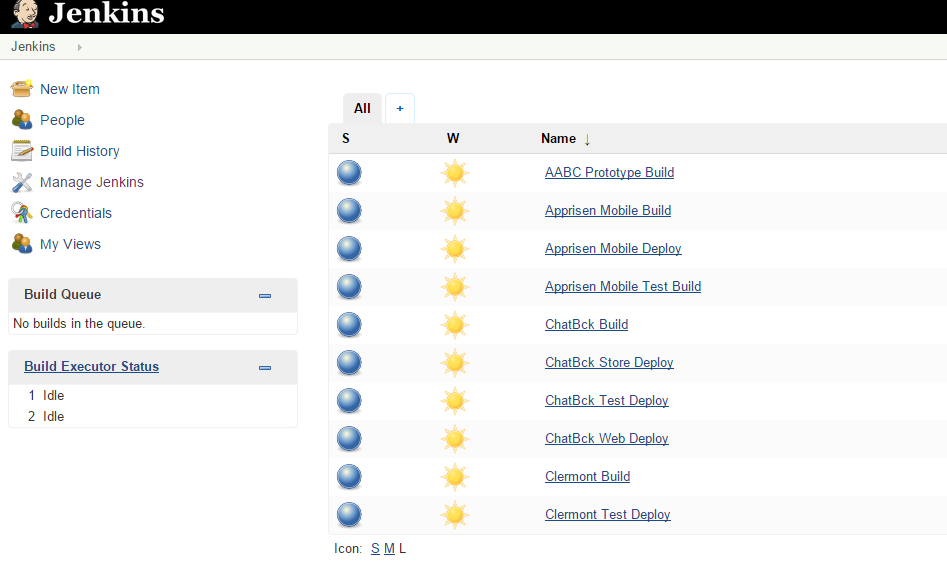 Jenkins
Jenkins
New Item
People
Build History
Manage Jenkins
Credentials
My Views
Build Queue
No builds in the queue.
Build Executor Status
1 Idle
2 Idle
All +
S W Name ↓
AABC Prototype Build
Apprisen Mobile Build
Apprisen Mobile Deploy
Apprisen Mobile Test Build
ChatBck Build
ChatBck Store Deploy
ChatBck Test Deploy
ChatBck Web Deploy
Clermont Build
Clermont Test Deploy
Icon: S M L